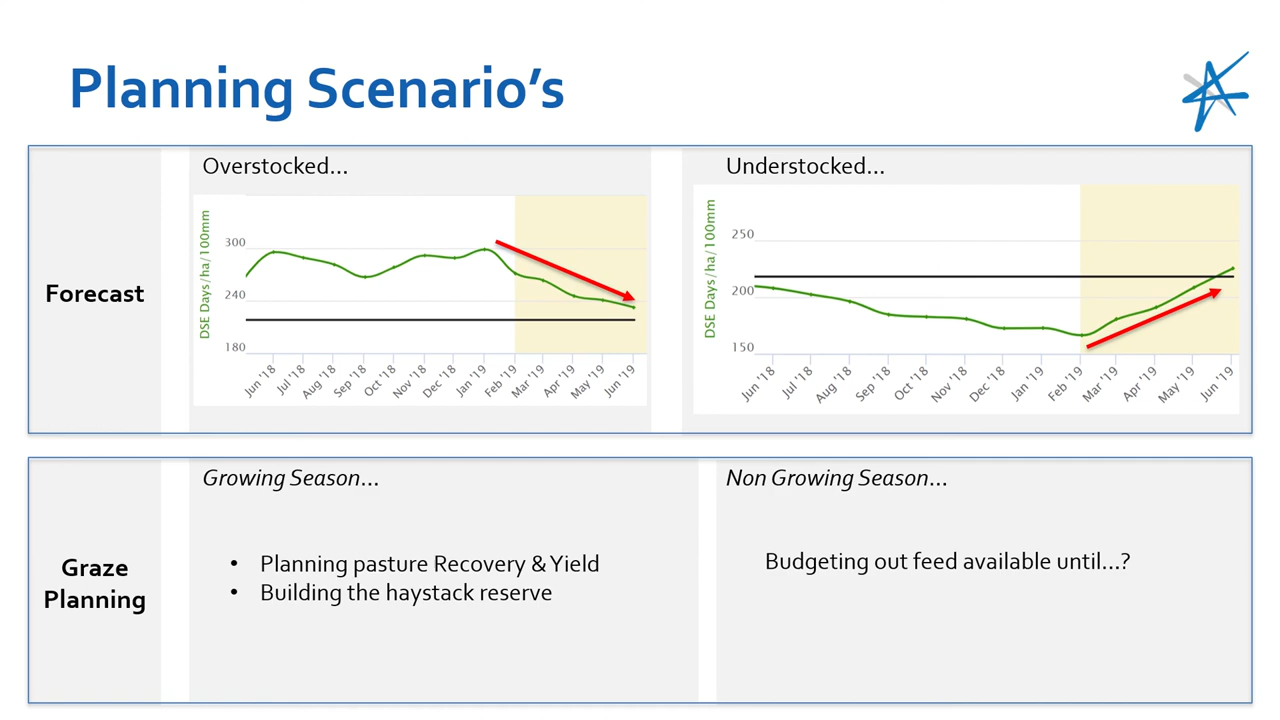 Planning Scenario's
Forecast
Overstocked...
DSE Days/ha/100mm
300
240
180
Jun '18
Jul '18
Aug '18
Sep '18
Oct '18
Nov '18
Dec '18
Jan '19
Feb '19
Mar '19
Apr '19
May '19
Jun '19
Understocked...
DSE Days/ha/100mm
250
200
150
Jun '18
Jul '18
Aug '18
Sep '18
Oct '18
Nov '18
Dec '18
Jan '19
Feb '19
Mar '19
Apr '19
May '19
Jun '19
Graze
Planning
Growing Season...
• Planning pasture Recovery & Yield
• Building the haystack reserve
Non Growing Season...
Budgeting out feed available until...?